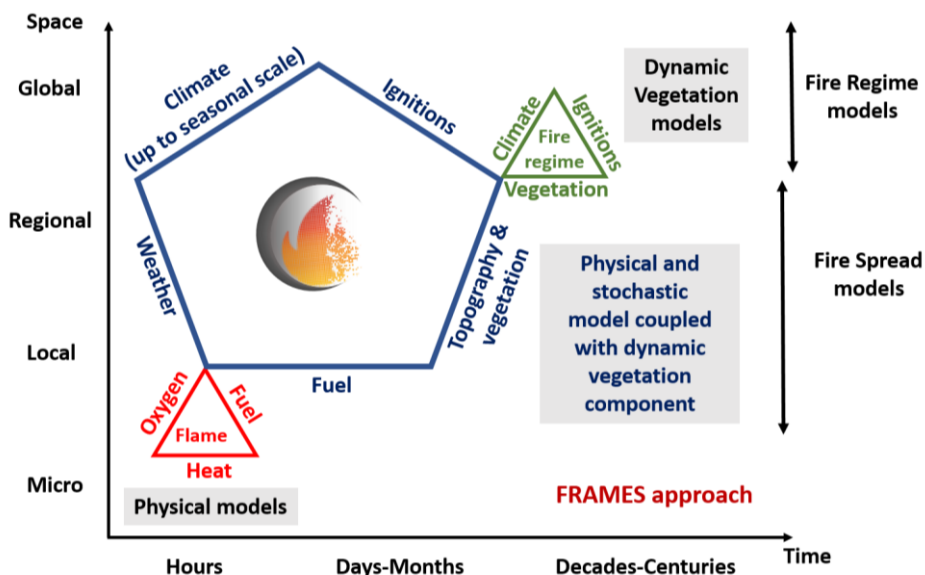 Space
Global
Regional
Local
Micro
Climate
(up to seasonal scale)
Ignitions
Weather
Topography &
vegetation
Fuel
Oxygen
Fuel
Flame
Heat
Physical models
Climate
Ignitions
Fire
regime
Vegetation
Dynamic
Vegetation
models
Physical and
stochastic
model coupled
with dynamic
vegetation
component
FRAMES approach
Fire Regime
models
Fire Spread
models
Hours
Days-Months
Decades-Centuries
Time